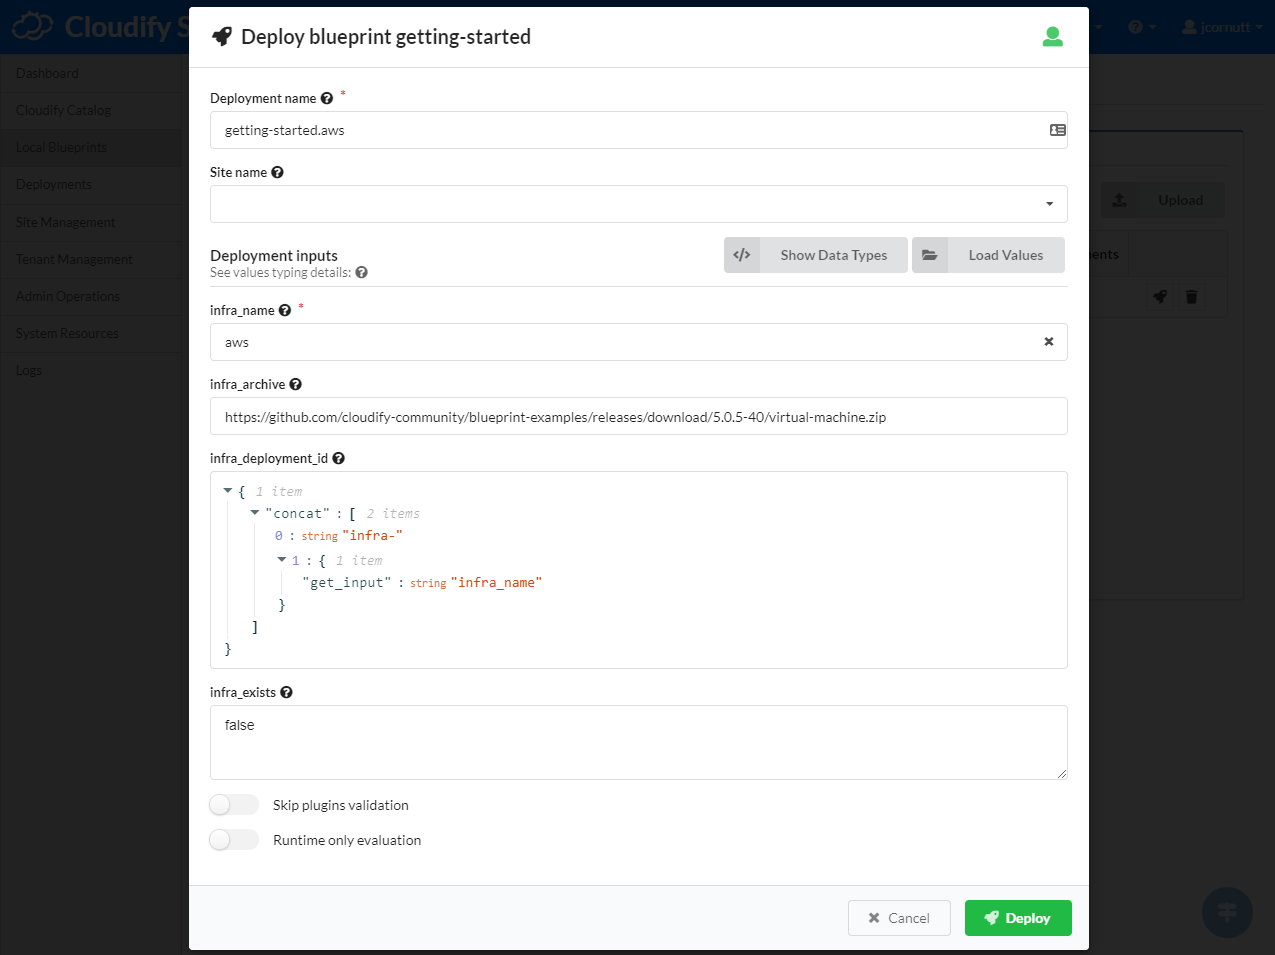 Cloudify S
jcornutt
Dashboard
Cloudify Catalog
Local Blueprints
Deployments
Site Management
Tenant Management
Admin Operations
System Resources
Logs
Upload
ents
Deploy blueprint getting-started
Deployment name *
getting-started.aws
Site name
Deployment inputs
See values typing details:
Show Data Types
Load Values
infra_name *
aws
infra_archive
https://github.com/cloudify-community/blueprint-examples/releases/download/5.0.5-40/virtual-machine.zip
infra_deployment_id
{ 1 item
"concat" : [ 2 items
0 : string "infra-"
1 : { 1 item
"get_input" : string "infra_name"
}
]
}
infra_exists
false
Skip plugins validation
Runtime only evaluation
Cancel
Deploy